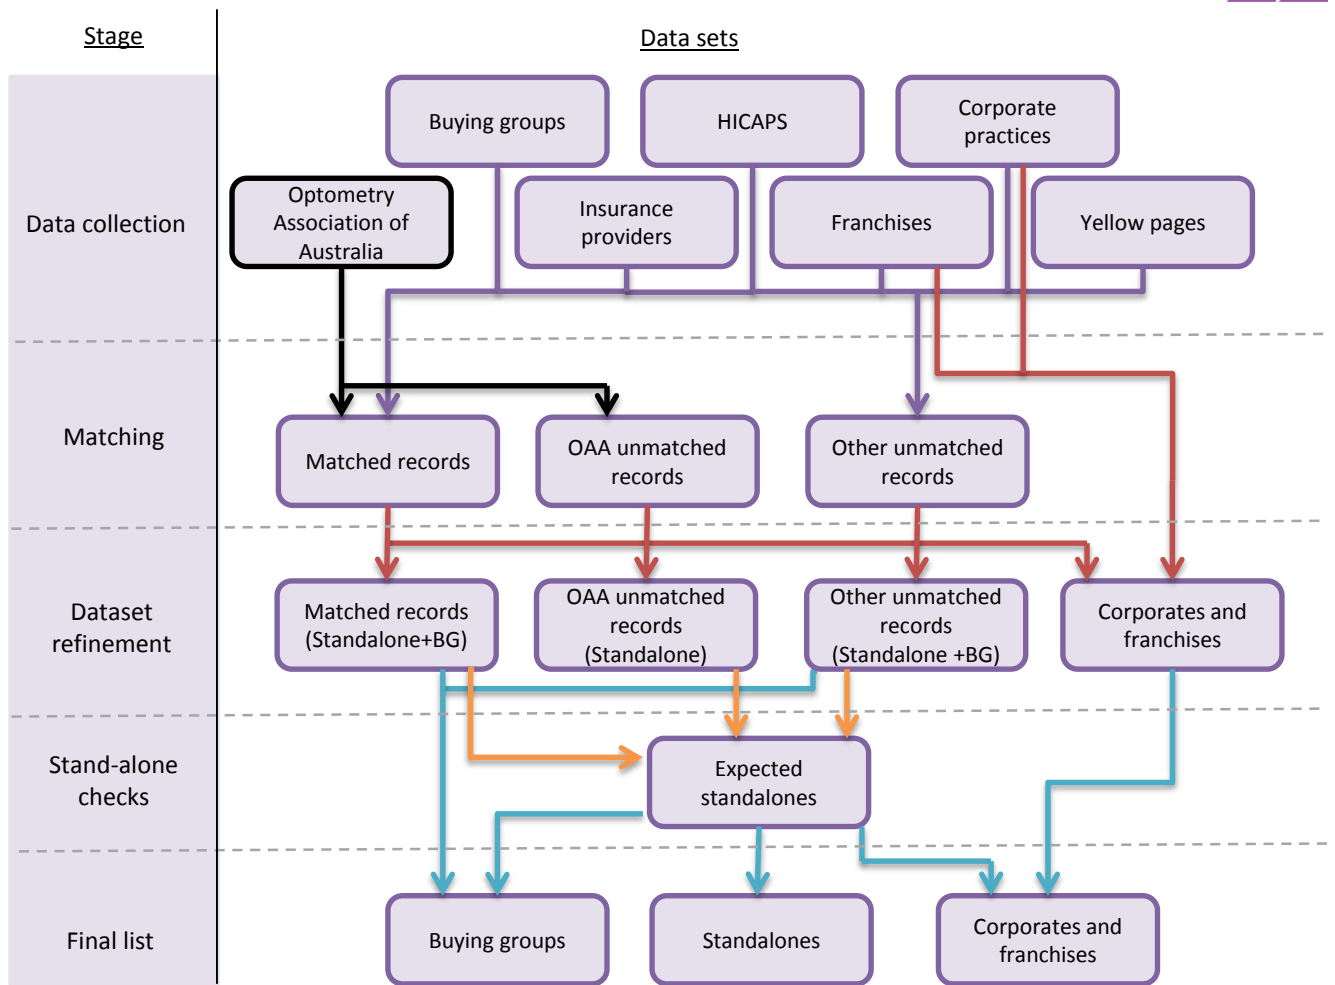 Stage
Data sets
Data collection
Buying groups
HICAPS
Corporate
practices
Optometry
Association of
Australia
Insurance
providers
Franchises
Yellow pages
Matching
Matched records
OAA unmatched
records
Other unmatched
records
Dataset
refinement
Matched records
(Standalone+BG)
OAA unmatched
records
(Standalone)
Other unmatched
records
(Standalone +BG)
Corporates and
franchises
Stand-alone
checks
Expected
standalones
Final list
Buying groups
Standalones
Corporates and
franchises